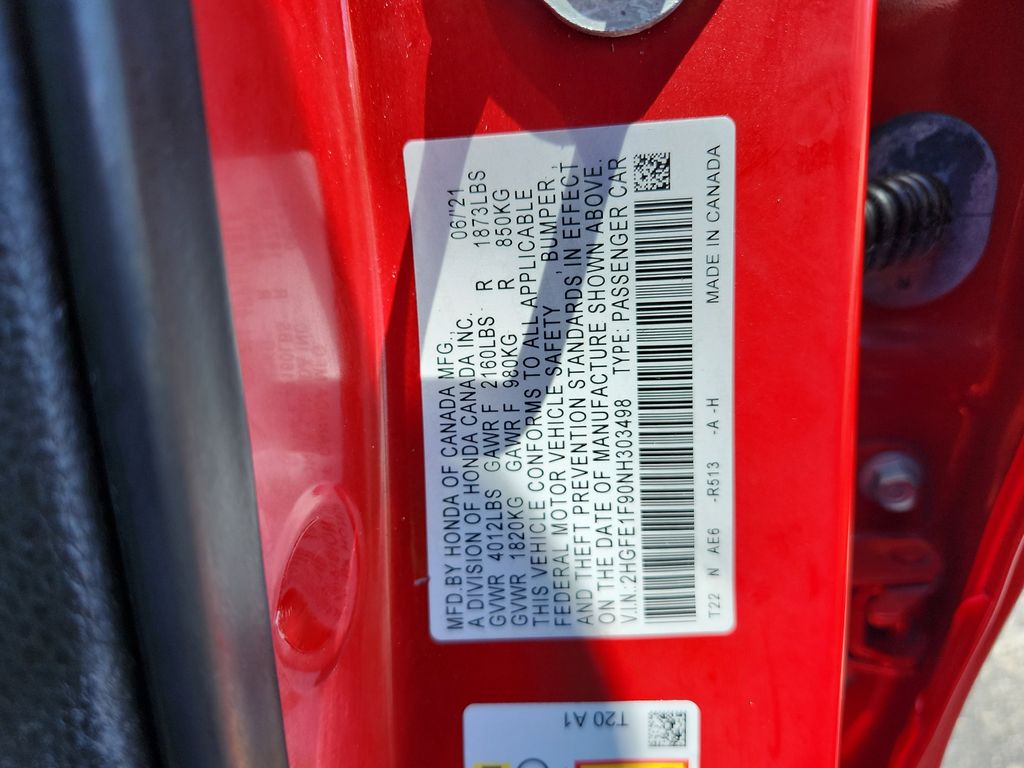 MFD.BY HONDA OF CANADA MFG., 06/'21
A DIVISION OF HONDA CANADA INC.
GVWR 4012LBS GAWR F 2160LBS R 1873LBS
GVWR 1820KG GAWR F 980KG R 850KG
THIS VEHICLE CONFORMS TO ALL APPLICABLE
FEDERAL MOTOR VEHICLE SAFETY ,BUMPER ,
AND THEFT PREVENTION STANDARDS IN EFFECT
ON THE DATE OF MANUFACTURE SHOWN ABOVE.
V.I.N.:2HGFE1F90NH303498 TYPE: PASSENGER CAR
T22 N AE6 -R513 -A -H MADE IN CANADA
T20 A1